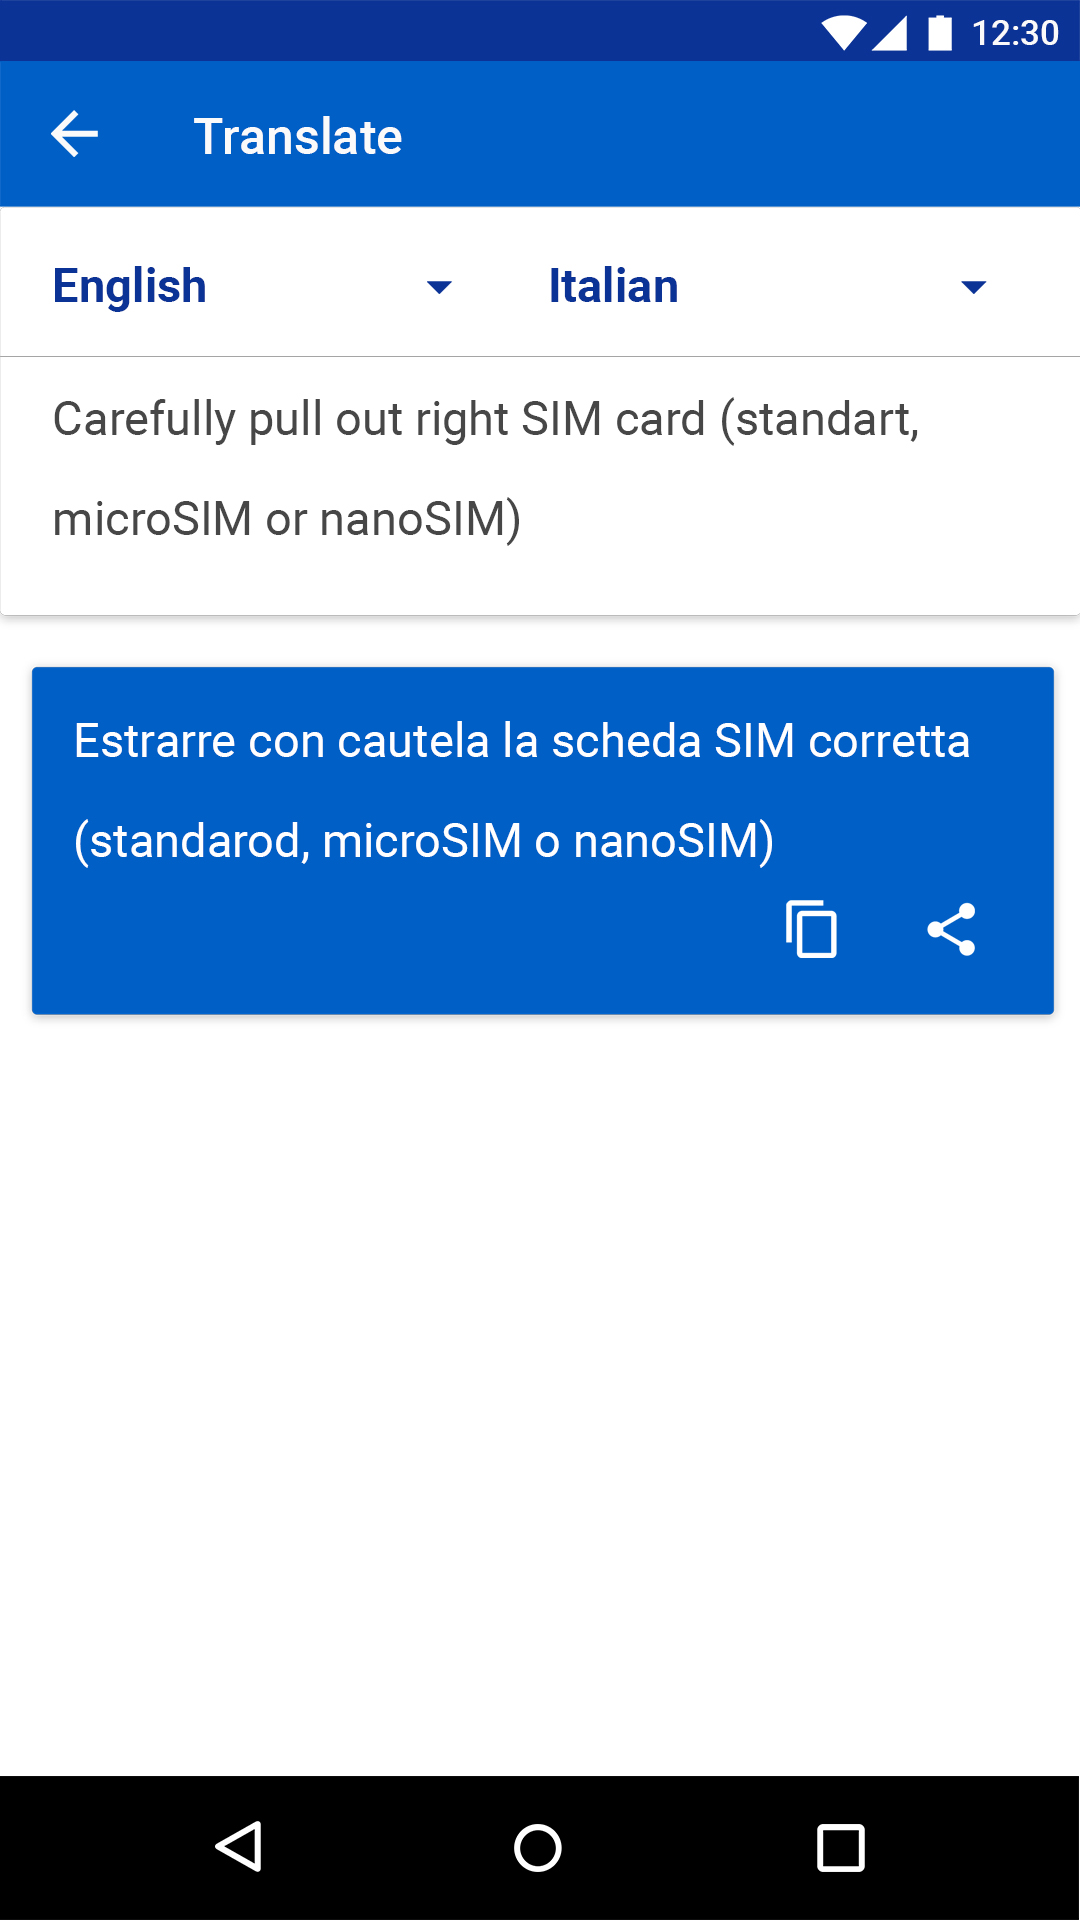 12:30
Translate
English
Italian
Carefully pull out right SIM card (standart,
microSIM or nanoSIM)
Estrarre con cautela la scheda SIM corretta
(standarod, microSIM o nanoSIM)